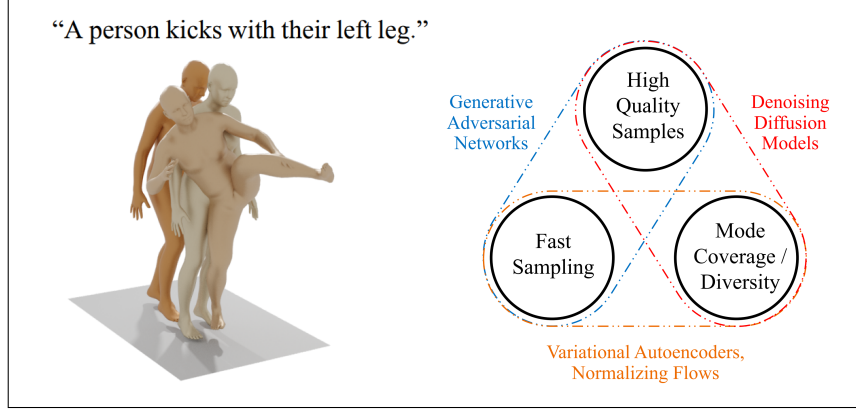 “A person kicks with their left leg.”
High
Quality
Samples
Generative
Adversarial
Networks
Denoising
Diffusion
Models
Fast
Sampling
Mode
Coverage /
Diversity
Variational Autoencoders,
Normalizing Flows